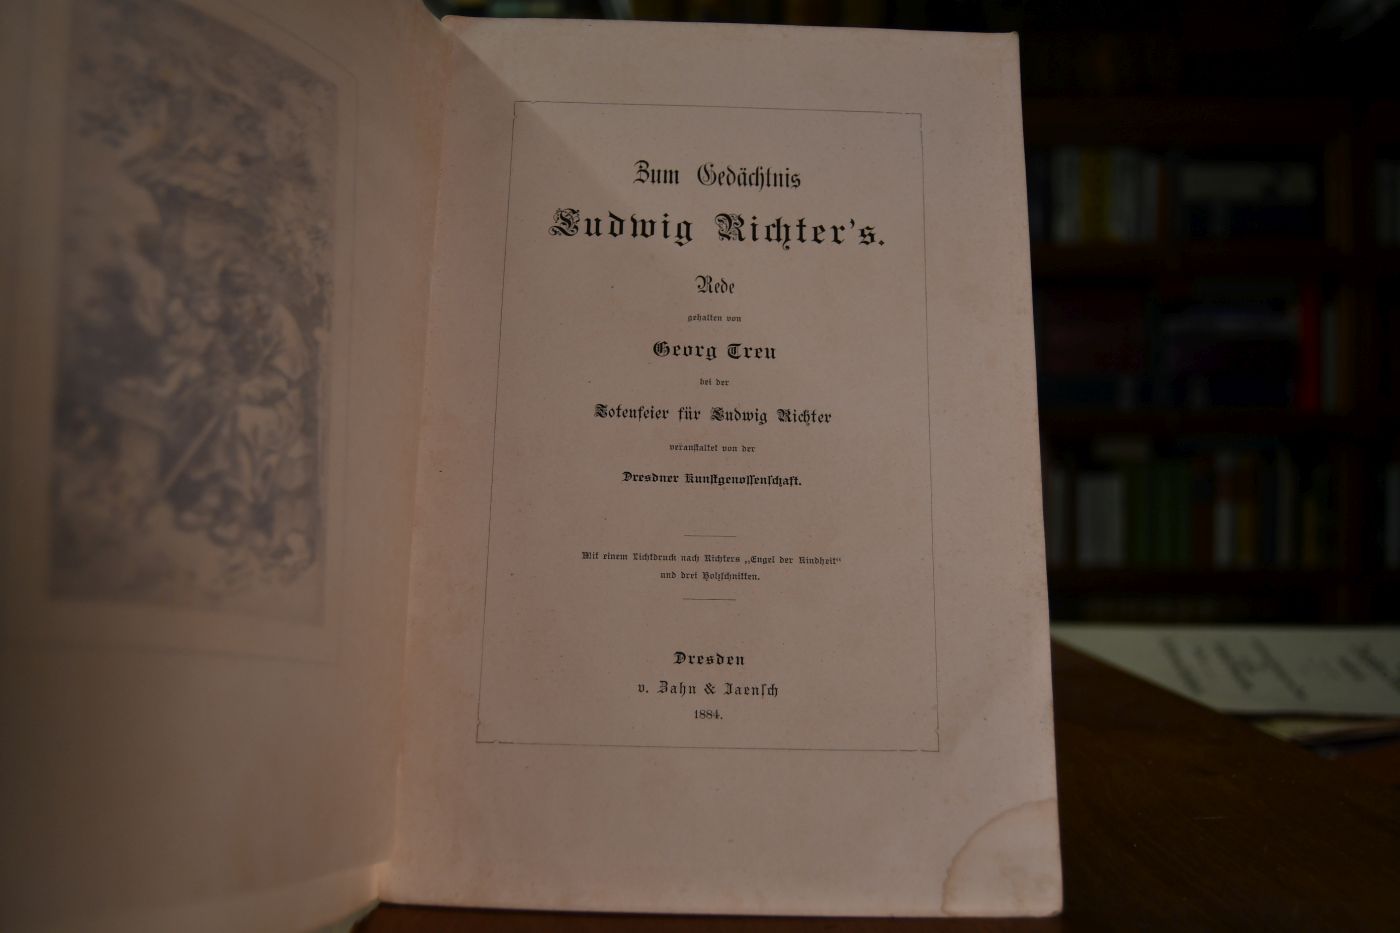 Zum Gedächtnis
Ludwig Richter's.
Rede
gehalten von
Georg Treu
bei der
Totenfeier für Ludwig Richter
veranstaltet von der
Dresdner Kunstgenossenschaft.
Mit einem Lichtdruck nach Richters „Engel der Kindheit“
und drei Holzschnitten.
Dresden
v. Zahn & Jaensch
1884.